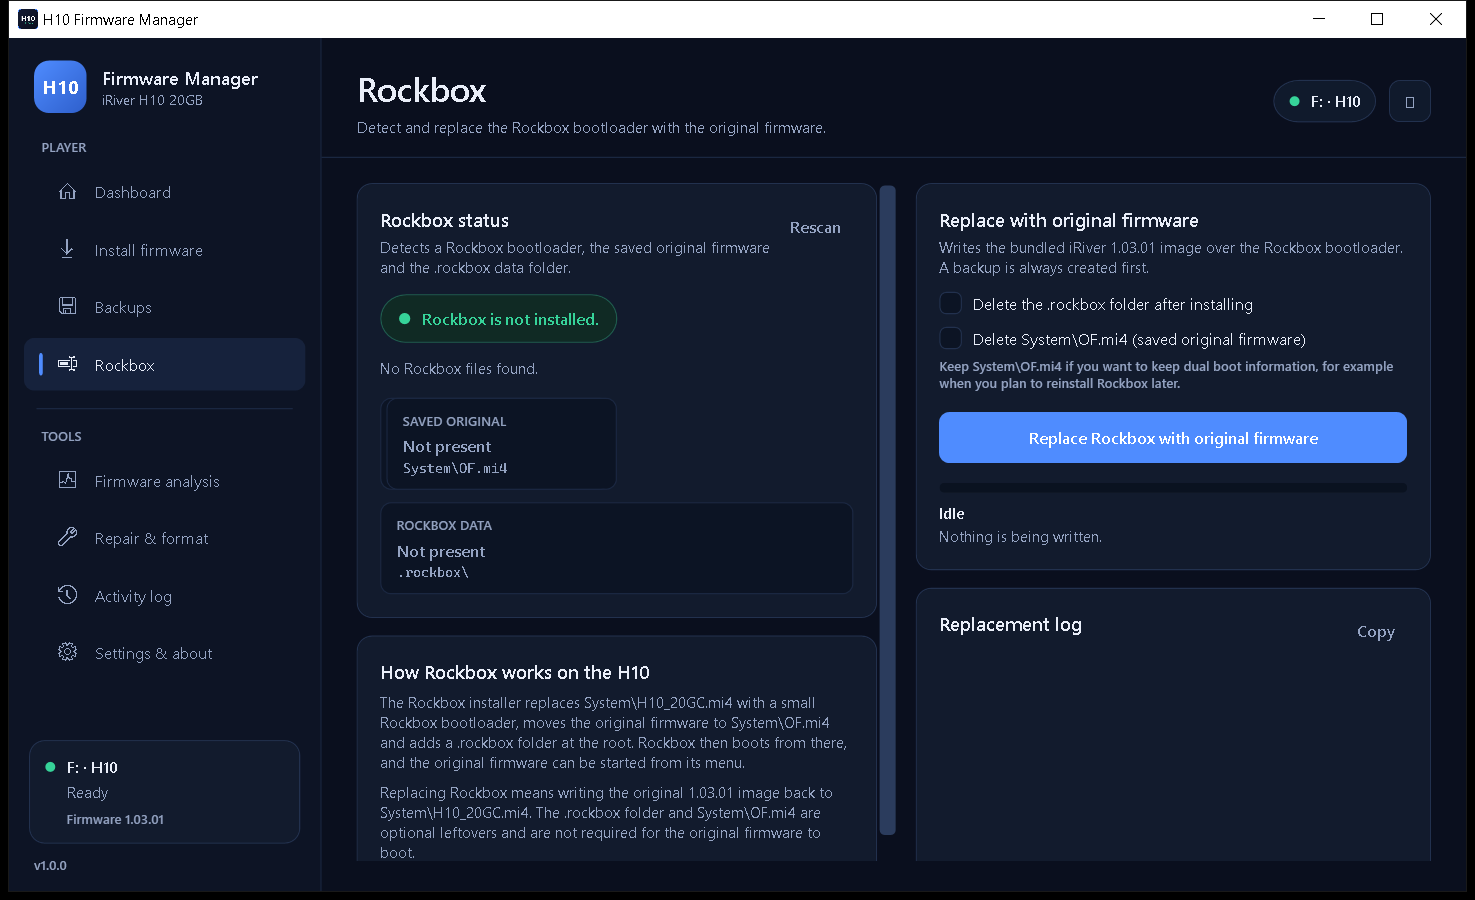 H10 H10 Firmware Manager
H10
Firmware Manager
iRiver H10 20GB
PLAYER
Dashboard
Install firmware
Backups
Rockbox
TOOLS
Firmware analysis
Repair & format
Activity log
Settings & about
F: · H10
Ready
Firmware 1.03.01
v1.0.0
Rockbox
Detect and replace the Rockbox bootloader with the original firmware.
F: · H10
Rockbox status
Rescan
Detects a Rockbox bootloader, the saved original firmware
and the .rockbox data folder.
Rockbox is not installed.
No Rockbox files found.
SAVED ORIGINAL
Not present
System\OF.mi4
ROCKBOX DATA
Not present
.rockbox\
How Rockbox works on the H10
The Rockbox installer replaces System\H10_20GC.mi4 with a small
Rockbox bootloader, moves the original firmware to System\OF.mi4
and adds a .rockbox folder at the root. Rockbox then boots from there,
and the original firmware can be started from its menu.
Replacing Rockbox means writing the original 1.03.01 image back to
System\H10_20GC.mi4. The .rockbox folder and System\OF.mi4 are
optional leftovers and are not required for the original firmware to
boot.
Replace with original firmware
Writes the bundled iRiver 1.03.01 image over the Rockbox bootloader.
A backup is always created first.
Delete the .rockbox folder after installing
Delete System\OF.mi4 (saved original firmware)
Keep System\OF.mi4 if you want to keep dual boot information, for example
when you plan to reinstall Rockbox later.
Replace Rockbox with original firmware
Idle
Nothing is being written.
Replacement log
Copy